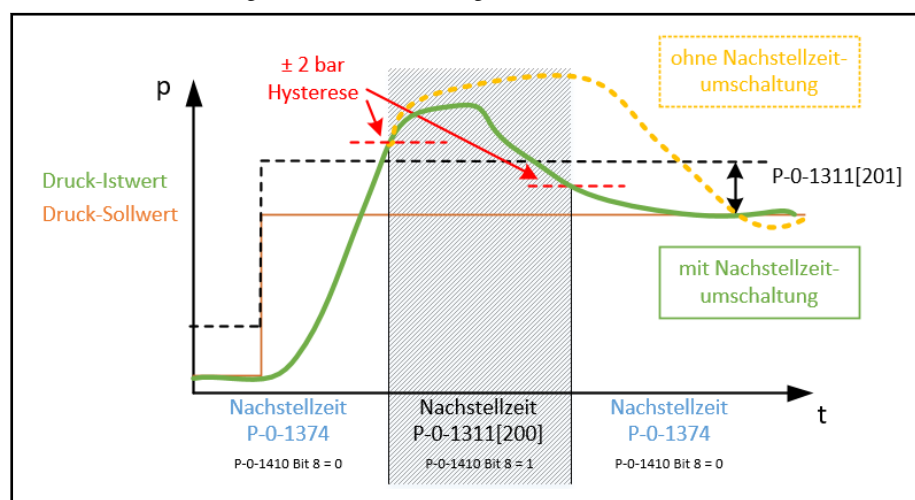 ± 2 bar
Hysterese
ohne Nachstellzeit-
umschaltung
p
P-0-1311[201]
Druck-Istwert
Druck-Sollwert
mit Nachstellzeit-
umschaltung
t
Nachstellzeit
P-0-1374
P-0-1410 Bit 8 = 0
Nachstellzeit
P-0-1311[200]
P-0-1410 Bit 8 = 1
Nachstellzeit
P-0-1374
P-0-1410 Bit 8 = 0